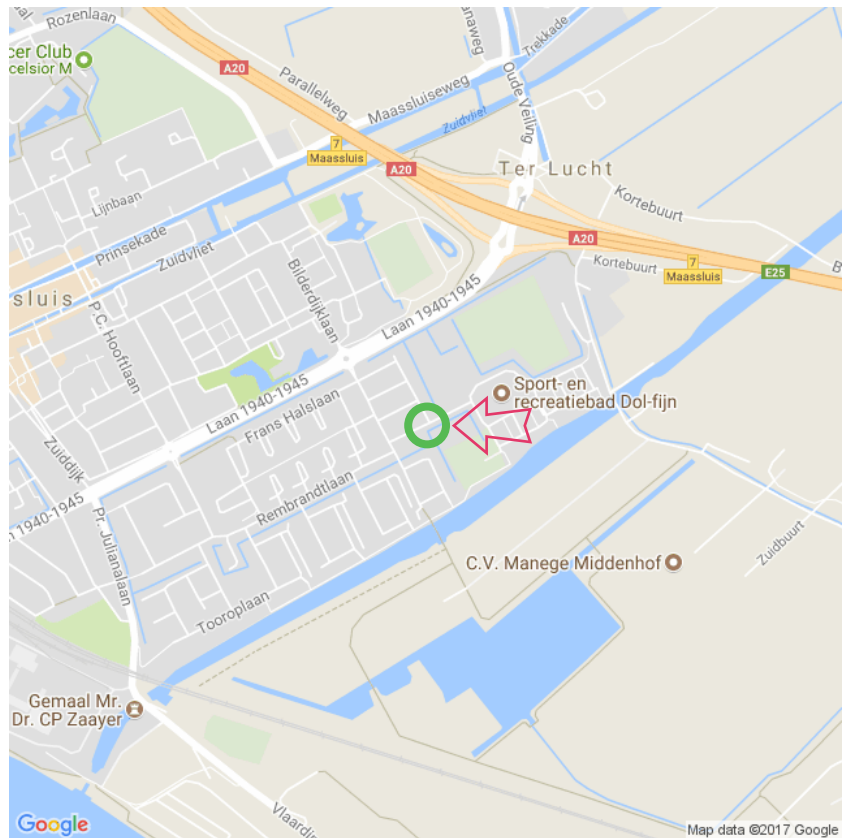 Rozenlaan
cer Club
celsior M
A20
Parallelweg
Maassluiseweg
naweg
Trekkade
Oude Veiling
Zuidvliet
7
Maassluis
A20
Ter Lucht
Kortebuurt
Lijnbaan
Prinsekade
Zuidvliet
Bilderdijklaan
A20
Kortebuurt
7
Maassluis
E25
B
sluis
P.C. Hooftlaan
Laan 1940-1945
Sport- en
recreatiebad Dol-fijn
Laan 1940-1945
Frans Halslaan
Zuiddijk
Rembrandtlaan
an 1940-1945
Pr. Julianalaan
Zuidbuurt
C.V. Manege Middenhof
Tooroplaan
Gemaal Mr.
Dr. CP Zaayer
Vlaardin
Google
Map data ©2017 Google